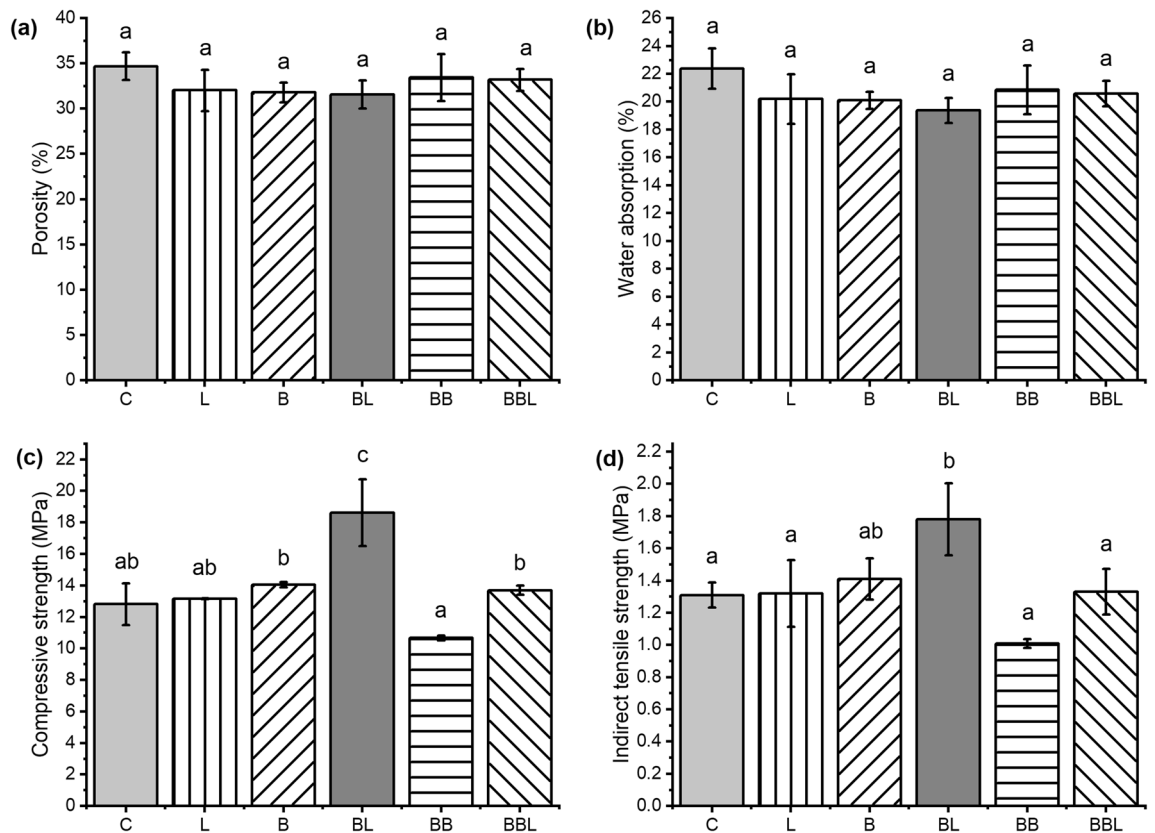 (a)
Porosity (%)
40
35
30
25
20
15
10
5
0
a a a a a a
C L B BL BB BBL
(b)
Water absorption (%)
26
24
22
20
18
16
14
12
10
8
6
4
2
0
a a a a a a
C L B BL BB BBL
(c)
Compressive strength (MPa)
22
20
18
16
14
12
10
8
6
4
2
0
ab ab b c a b
C L B BL BB BBL
(d)
Indirect tensile strength (MPa)
2.2
2.0
1.8
1.6
1.4
1.2
1.0
0.8
0.6
0.4
0.2
0.0
a a ab b a a
C L B BL BB BBL